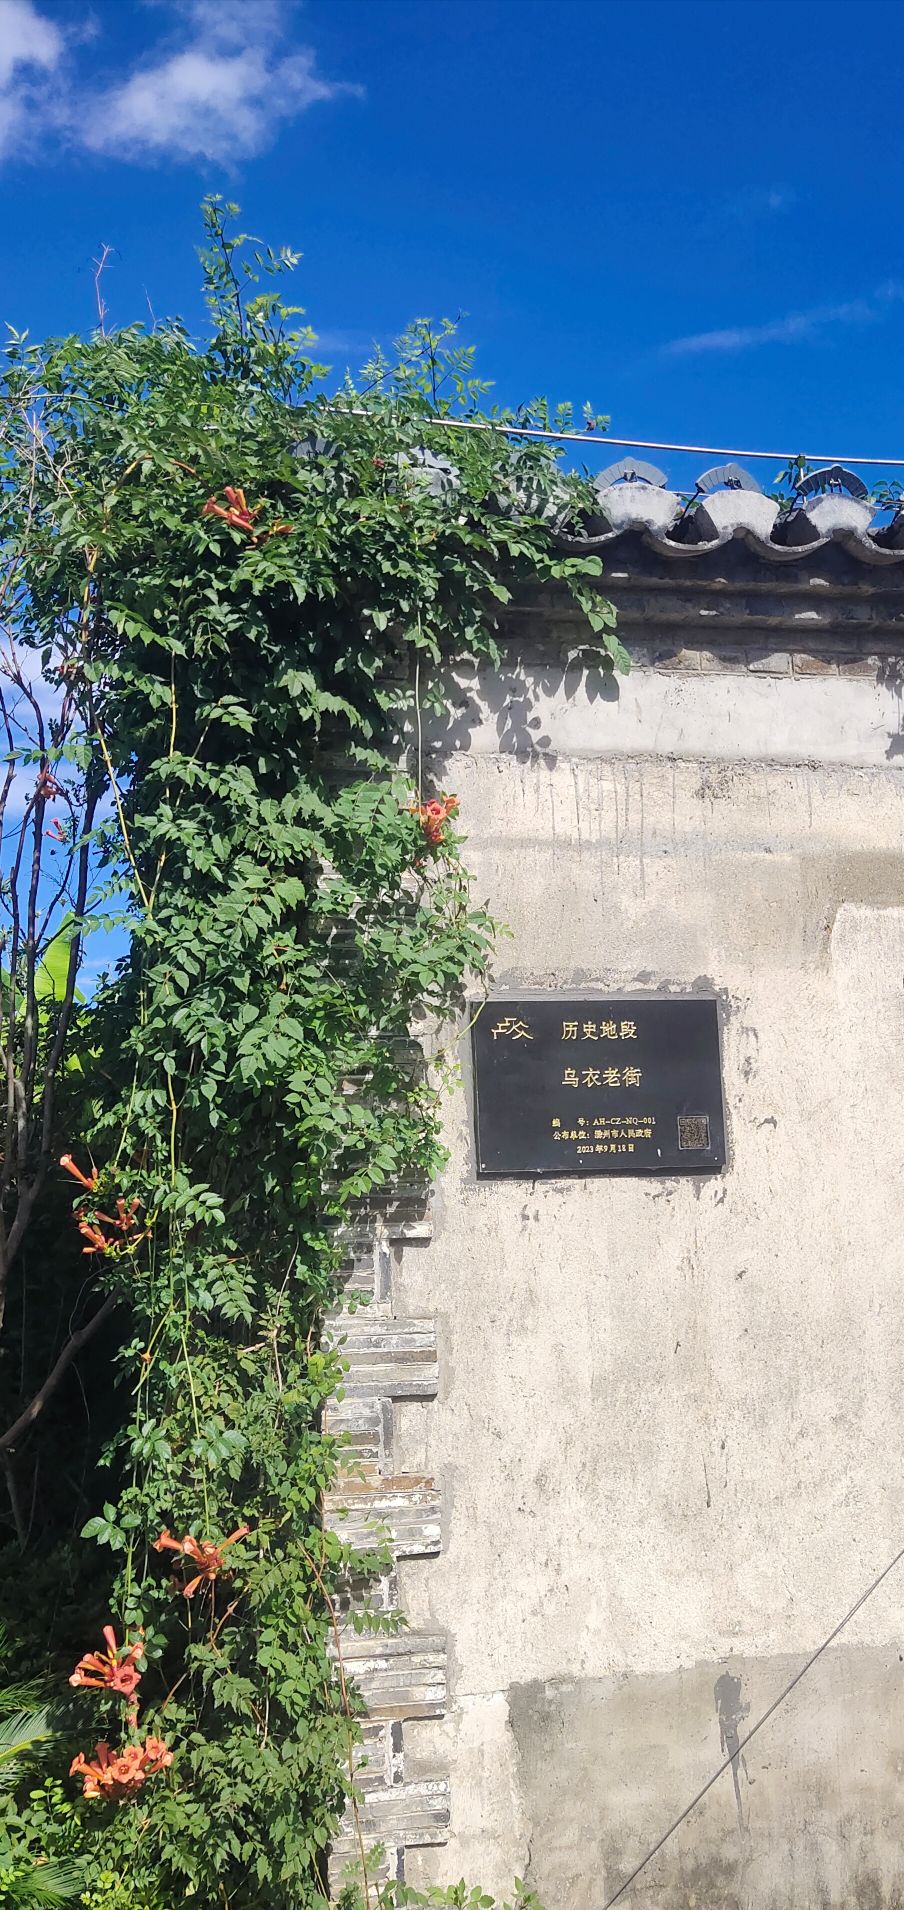 历史地段
乌衣老街
编 号：AH-CZ-NQ-001
公布单位：滁州市人民政府
2023年9月18日